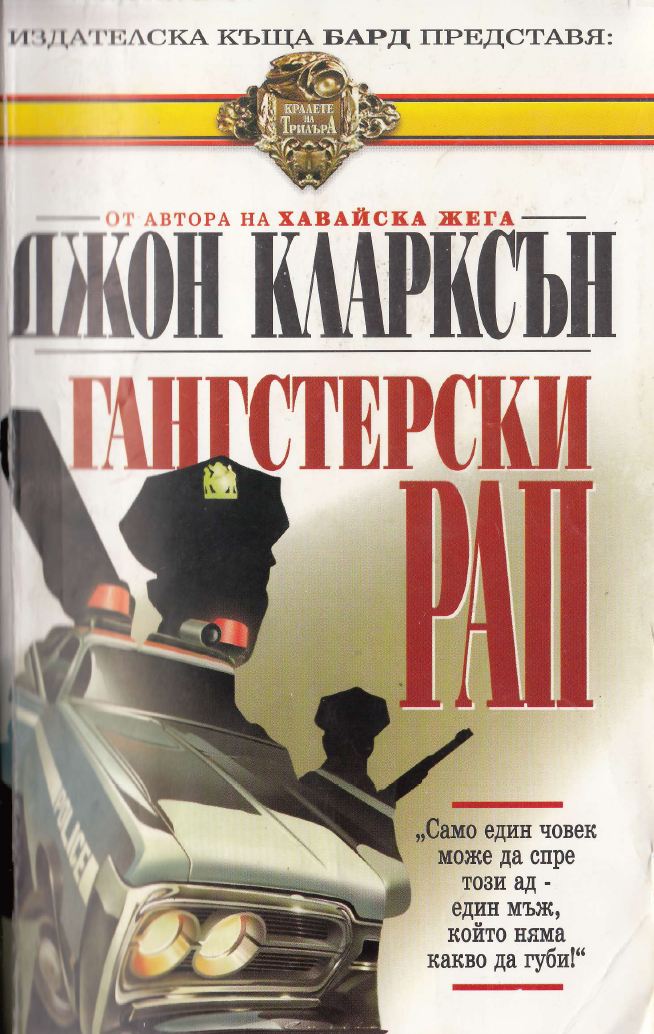 ИЗДАТЕЛСКА КЪЩА БАРД ПРЕДСТАВЯ:
КРАЛЕТЕ
НА
ТРИЛЪРА
ОТ АВТОРА НА ХАВАЙСКА ЖЕГА
ДЖОН КЛАРКСЪН
ГАНГСТЕРСКИ
РАП
POLICE
„Само един човек
може да спре
този ад -
един мъж,
който няма
какво да губи!“